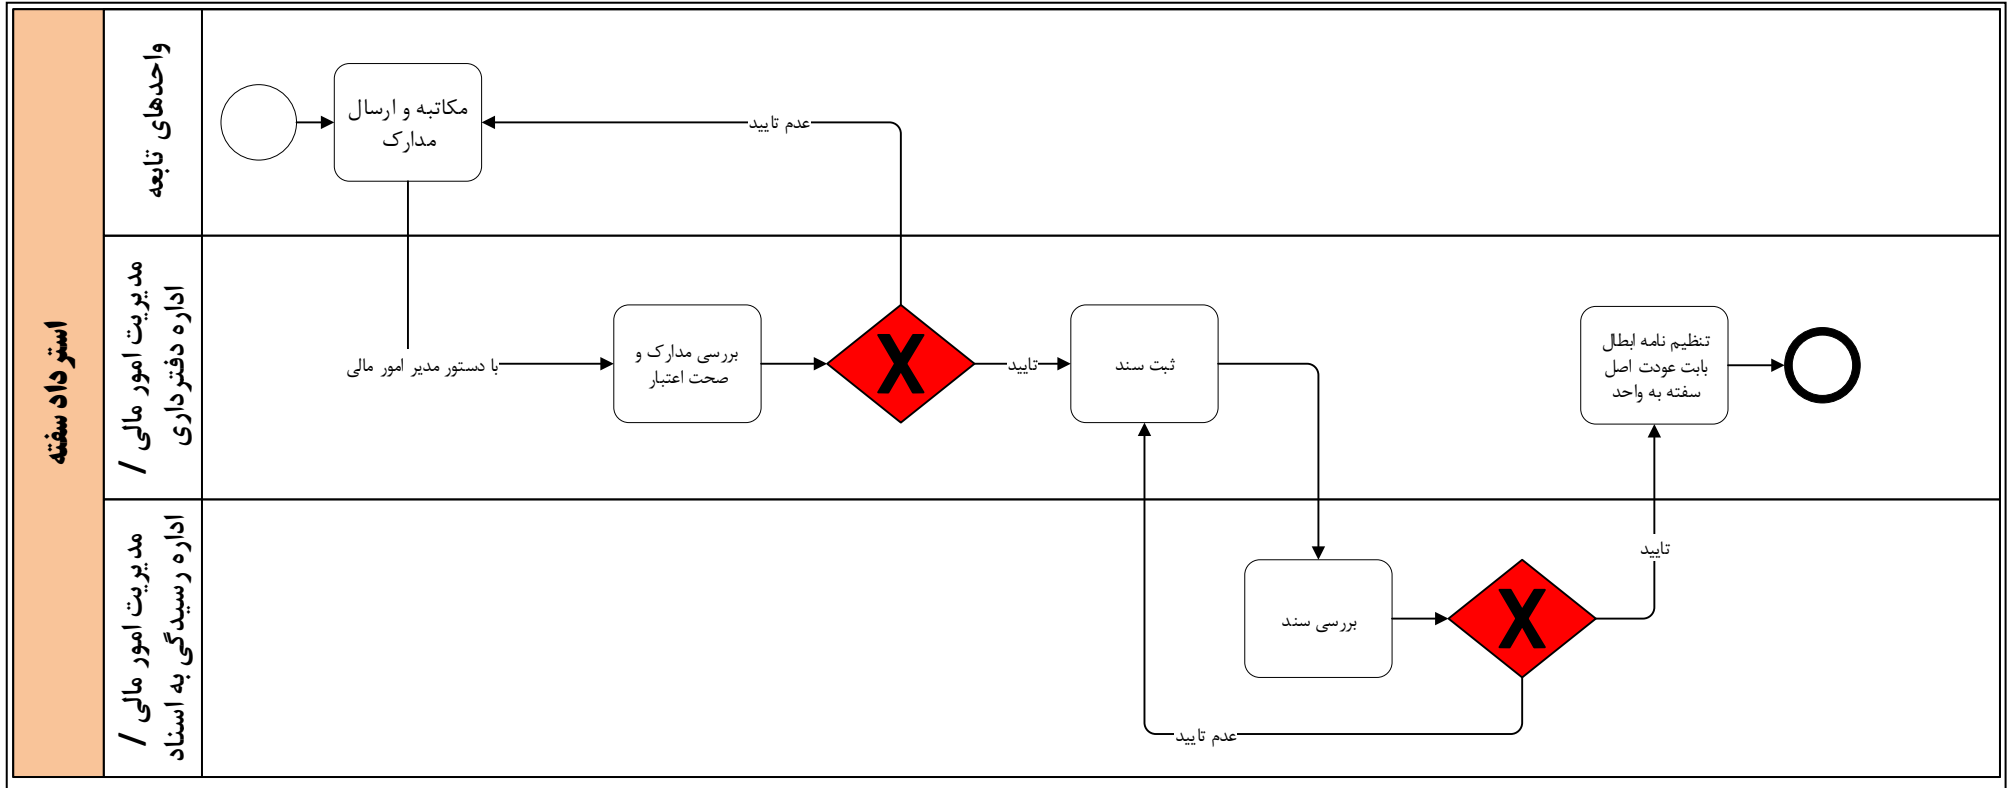 استرداد سفته
واحدهای تابعه
مکاتبه و ارسال
مدارک
عدم تایید
مدیریت امور مالی /
اداره دفترداری
با دستور مدیر امور مالی
بررسی مدارک و
صحت اعتبار
X
تایید
ثبت سند
تنظیم نامه ابطال
بابت عودت اصل
سفته به واحد
مدیریت امور مالی /
اداره رسیدگی به اسناد
بررسی سند
X
تایید
عدم تایید